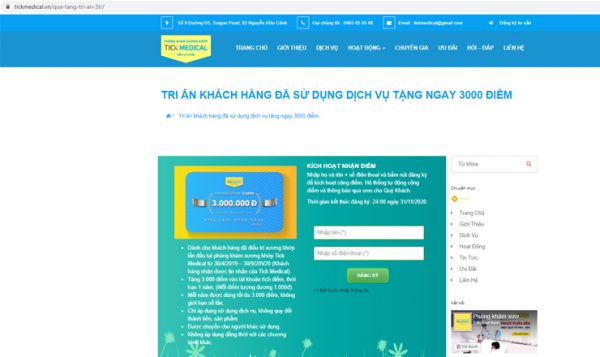 tickmedical.vn/qua-tang-tri-an-3tr/
Số 9 Đường D3, Saigon Pearl, 92 Nguyễn Hữu Cảnh
Gọi chúng tôi : 0985 85 85 68
Email : tickmedical@gmail.com
Đăng ký tư vấn
TICK MEDICAL
TRANG CHỦ GIỚI THIỆU DỊCH VỤ HOẠT ĐỘNG CHUYÊN GIA ƯU ĐÃI HỎI – ĐÁP LIÊN HỆ
TRI ÂN KHÁCH HÀNG ĐÃ SỬ DỤNG DỊCH VỤ TẶNG NGAY 3000 ĐIỂM
Tri ân khách hàng đã sử dụng dịch vụ tặng ngay 3000 điểm
3.000.000 Đ
Dành cho khách hàng đã điều trị xương khớp
lần đầu tại phòng khám xương khớp Tick
Medical từ 30/4/2019 – 30/9/2020 (Khách
hàng nhận được tin nhắn của Tick Medical).
Tặng 3.000 điểm vào tài khoản tích điểm, thời
hạn 1 năm. (Mỗi điểm tương đương 1.000đ)
Mỗi năm được dùng tối đa 3.000 điểm, không
giới hạn số lần.
Chỉ áp dụng sử dụng dịch vụ, không quy đổi
thành tiền, sản phẩm
Được chuyển cho người khác sử dụng.
Không áp dụng đồng thời với các chương
trình khác.
KÍCH HOẠT NHẬN ĐIỂM
Nhập họ và tên + số điện thoại và bấm nút đăng ký
để kích hoạt cộng điểm. Hệ thống tự động cộng
điểm và thông báo qua sms cho Quý Khách.
Thời gian kết thúc đăng ký: 24:00 ngày 31/10/2020
Nhập tên (*)
Nhập số điện thoại (*)
ĐĂNG KÝ
(*) Bắt buộc nhập thông tin
Từ khóa
Chuyên mục
Trang Chủ
Giới Thiệu
Dịch Vụ
Hoạt Động
Tin Tức
Ưu Đãi
Liên Hệ
Kết nối
Phòng khám xươ
Đã thích